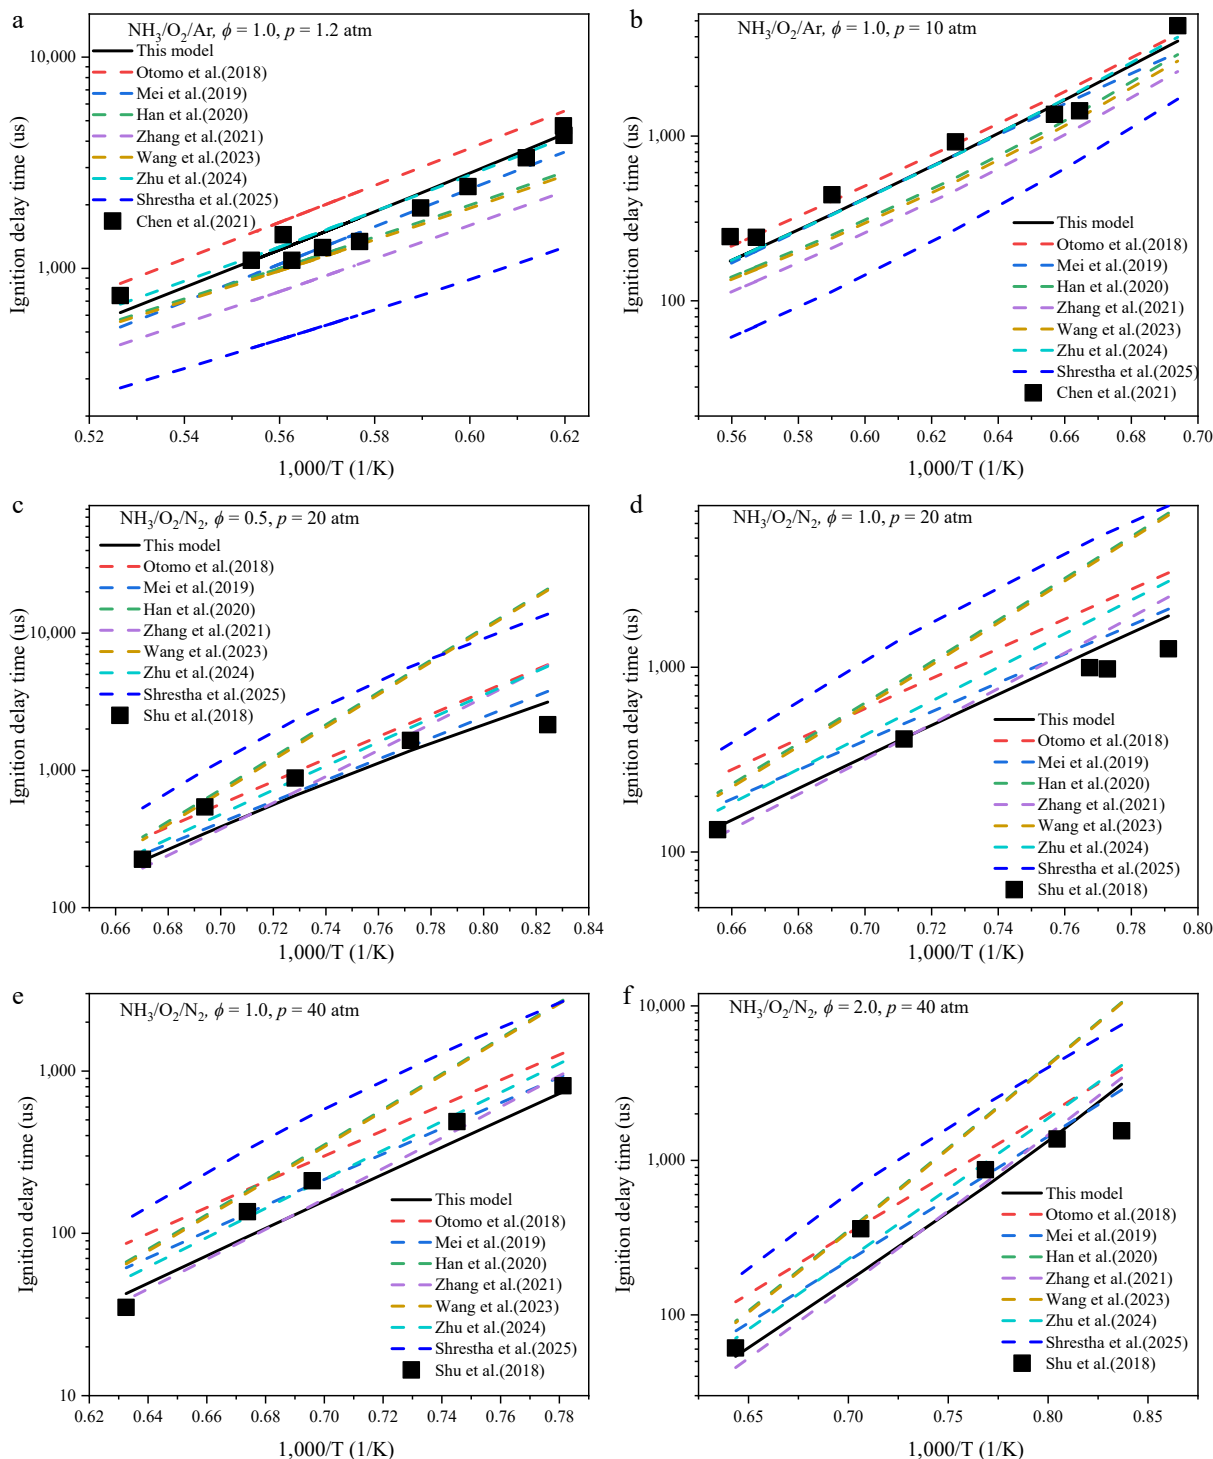 a
NH3/O2/Ar, ϕ = 1.0, p = 1.2 atm
This model
Otomo et al.(2018)
Mei et al.(2019)
Han et al.(2020)
Zhang et al.(2021)
Wang et al.(2023)
Zhu et al.(2024)
Shrestha et al.(2025)
Chen et al.(2021)
10,000
1,000
Ignition delay time (us)
0.52 0.54 0.56 0.58 0.60 0.62
1,000/T (1/K)
b
NH3/O2/Ar, ϕ = 1.0, p = 10 atm
1,000
100
Ignition delay time (us)
This model
Otomo et al.(2018)
Mei et al.(2019)
Han et al.(2020)
Zhang et al.(2021)
Wang et al.(2023)
Zhu et al.(2024)
Shrestha et al.(2025)
Chen et al.(2021)
0.56 0.58 0.60 0.62 0.64 0.66 0.68 0.70
1,000/T (1/K)
c
NH3/O2/N2, ϕ = 0.5, p = 20 atm
This model
Otomo et al.(2018)
Mei et al.(2019)
Han et al.(2020)
Zhang et al.(2021)
Wang et al.(2023)
Zhu et al.(2024)
Shrestha et al.(2025)
Shu et al.(2018)
10,000
1,000
100
Ignition delay time (us)
0.66 0.68 0.70 0.72 0.74 0.76 0.78 0.80 0.82 0.84
1,000/T (1/K)
d
NH3/O2/N2, ϕ = 1.0, p = 20 atm
1,000
100
Ignition delay time (us)
This model
Otomo et al.(2018)
Mei et al.(2019)
Han et al.(2020)
Zhang et al.(2021)
Wang et al.(2023)
Zhu et al.(2024)
Shrestha et al.(2025)
Shu et al.(2018)
0.66 0.68 0.70 0.72 0.74 0.76 0.78 0.80
1,000/T (1/K)
e
NH3/O2/N2, ϕ = 1.0, p = 40 atm
1,000
100
10
Ignition delay time (us)
This model
Otomo et al.(2018)
Mei et al.(2019)
Han et al.(2020)
Zhang et al.(2021)
Wang et al.(2023)
Zhu et al.(2024)
Shrestha et al.(2025)
Shu et al.(2018)
0.62 0.64 0.66 0.68 0.70 0.72 0.74 0.76 0.78
1,000/T (1/K)
f
NH3/O2/N2, ϕ = 2.0, p = 40 atm
10,000
1,000
100
Ignition delay time (us)
This model
Otomo et al.(2018)
Mei et al.(2019)
Han et al.(2020)
Zhang et al.(2021)
Wang et al.(2023)
Zhu et al.(2024)
Shrestha et al.(2025)
Shu et al.(2018)
0.65 0.70 0.75 0.80 0.85
1,000/T (1/K)